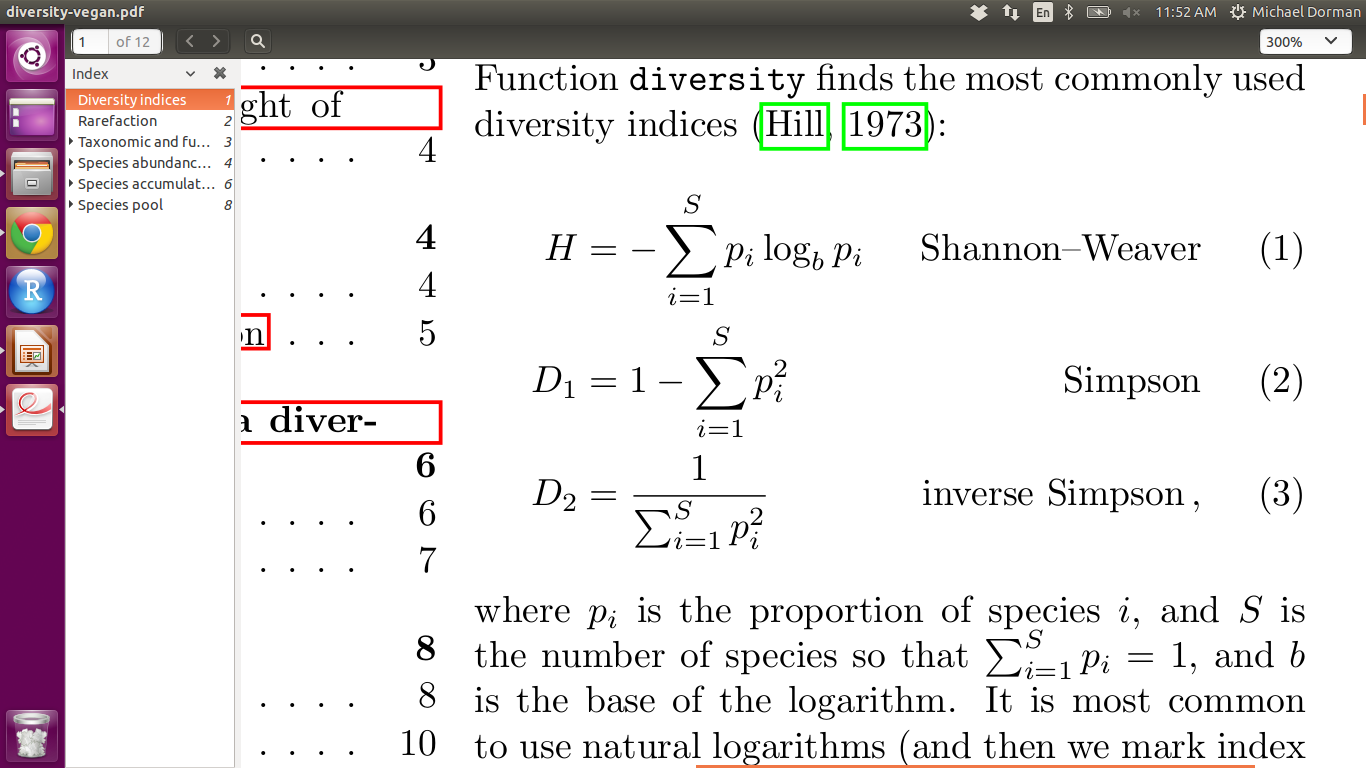 diversity-vegan.pdf
En
11:52 AM
Michael Dorman
1 of 12
300%
Index
Diversity indices 1
Rarefaction 2
Taxonomic and fu... 3
Species abundanc... 4
Species accumulat... 6
Species pool 8
ght of
. . . . 4
4
. . . . 4
on . . . 5
a diver-
6
. . . . 6
. . . . 7
8
. . . . 8
. . . . 10
Function diversity finds the most commonly used
diversity indices (Hill, 1973):
H = − ∑_{i=1}^{S} p_i log_b p_i Shannon–Weaver (1)
D_1 = 1 − ∑_{i=1}^{S} p_i^2 Simpson (2)
D_2 = 1 / ∑_{i=1}^{S} p_i^2 inverse Simpson , (3)
where p_i is the proportion of species i, and S is
the number of species so that ∑_{i=1}^{S} p_i = 1, and b
is the base of the logarithm. It is most common
to use natural logarithms (and then we mark index